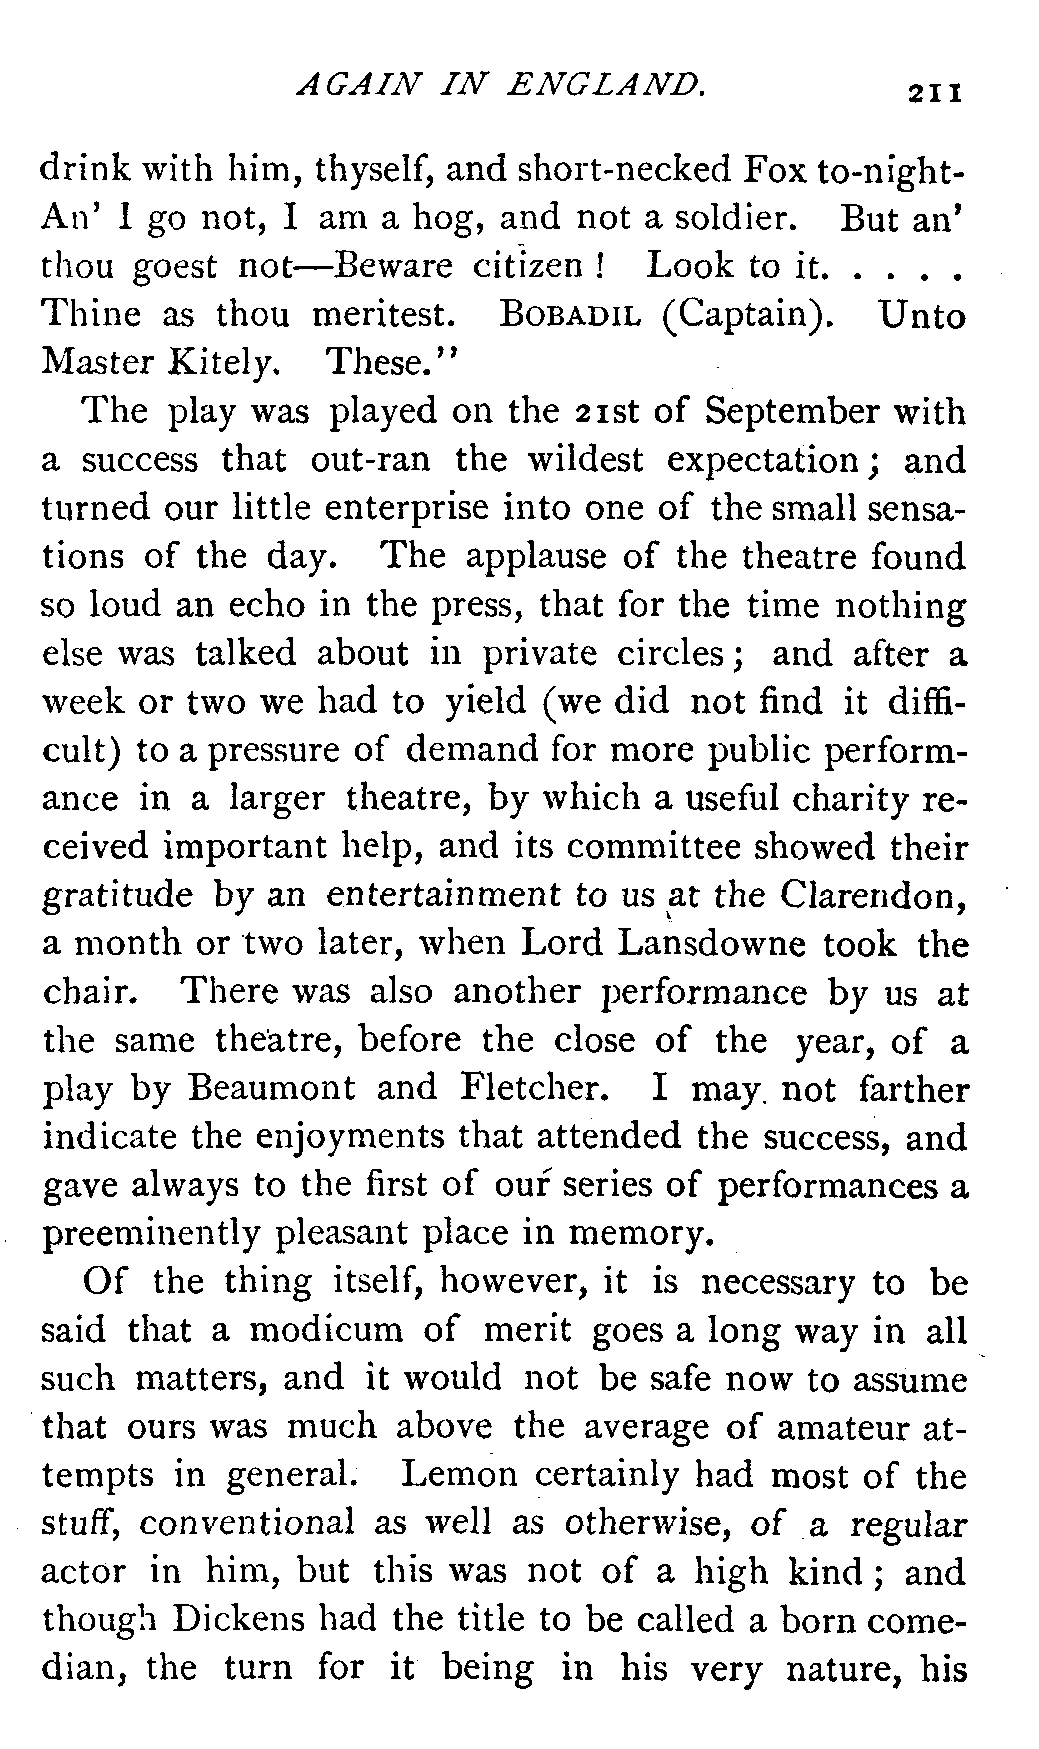 AGAIN IN ENGLAND. 211
drink with him, thyself, and short-necked Fox to-night-
An' I go not, I am a hog, and not a soldier. But an'
thou goest not—Beware citizen ! Look to it. . . . .
Thine as thou meritest. BOBADIL (Captain). Unto
Master Kitely. These."
The play was played on the 21st of September with
a success that out-ran the wildest expectation ; and
turned our little enterprise into one of the small sensa-
tions of the day. The applause of the theatre found
so loud an echo in the press, that for the time nothing
else was talked about in private circles ; and after a
week or two we had to yield (we did not find it diffi-
cult) to a pressure of demand for more public perform-
ance in a larger theatre, by which a useful charity re-
ceived important help, and its committee showed their
gratitude by an entertainment to us at the Clarendon,
a month or two later, when Lord Lansdowne took the
chair. There was also another performance by us at
the same theatre, before the close of the year, of a
play by Beaumont and Fletcher. I may not farther
indicate the enjoyments that attended the success, and
gave always to the first of our series of performances a
preeminently pleasant place in memory.
Of the thing itself, however, it is necessary to be
said that a modicum of merit goes a long way in all
such matters, and it would not be safe now to assume
that ours was much above the average of amateur at-
tempts in general. Lemon certainly had most of the
stuff, conventional as well as otherwise, of a regular
actor in him, but this was not of a high kind ; and
though Dickens had the title to be called a born come-
dian, the turn for it being in his very nature, his